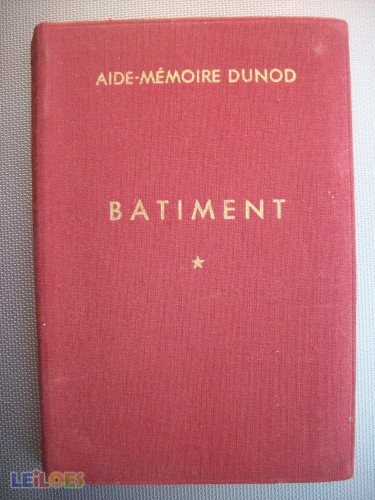 AIDE-MÉMOIRE DUNOD
BATIMENT
LEILOES